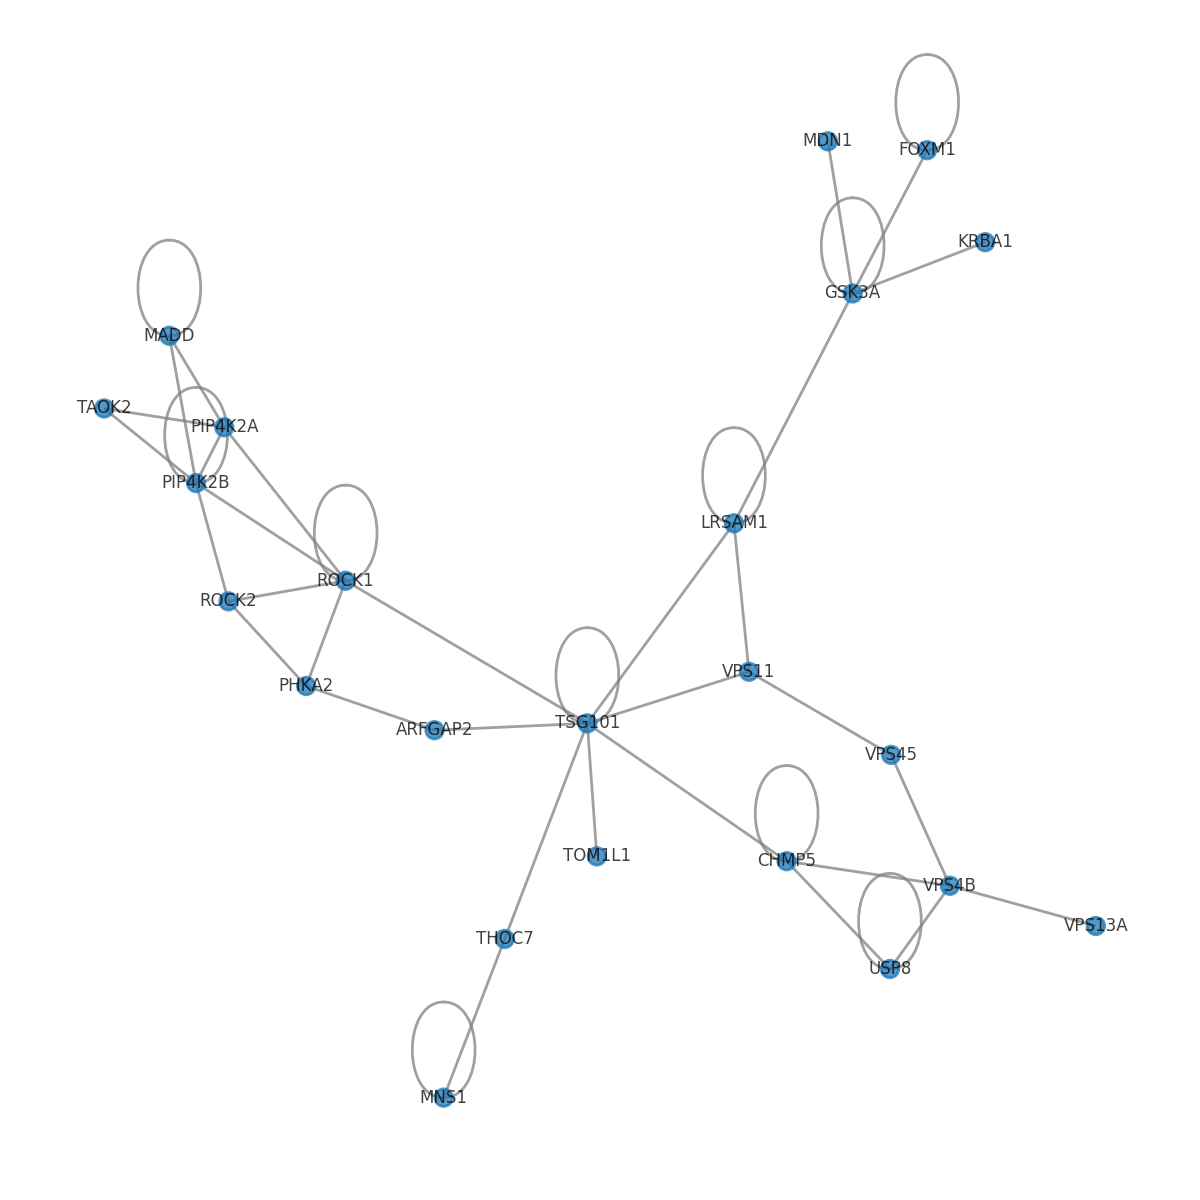 MDN1
FOXM1
KRBA1
GSK3A
MADD
TAOK2
PIP4K2A
PIP4K2B
LRSAM1
ROCK1
ROCK2
VPS11
PHKA2
TSG101
ARFGAP2
VPS45
TOM1L1
CHMP5
VPS4B
VPS13A
THOC7
USP8
MNS1